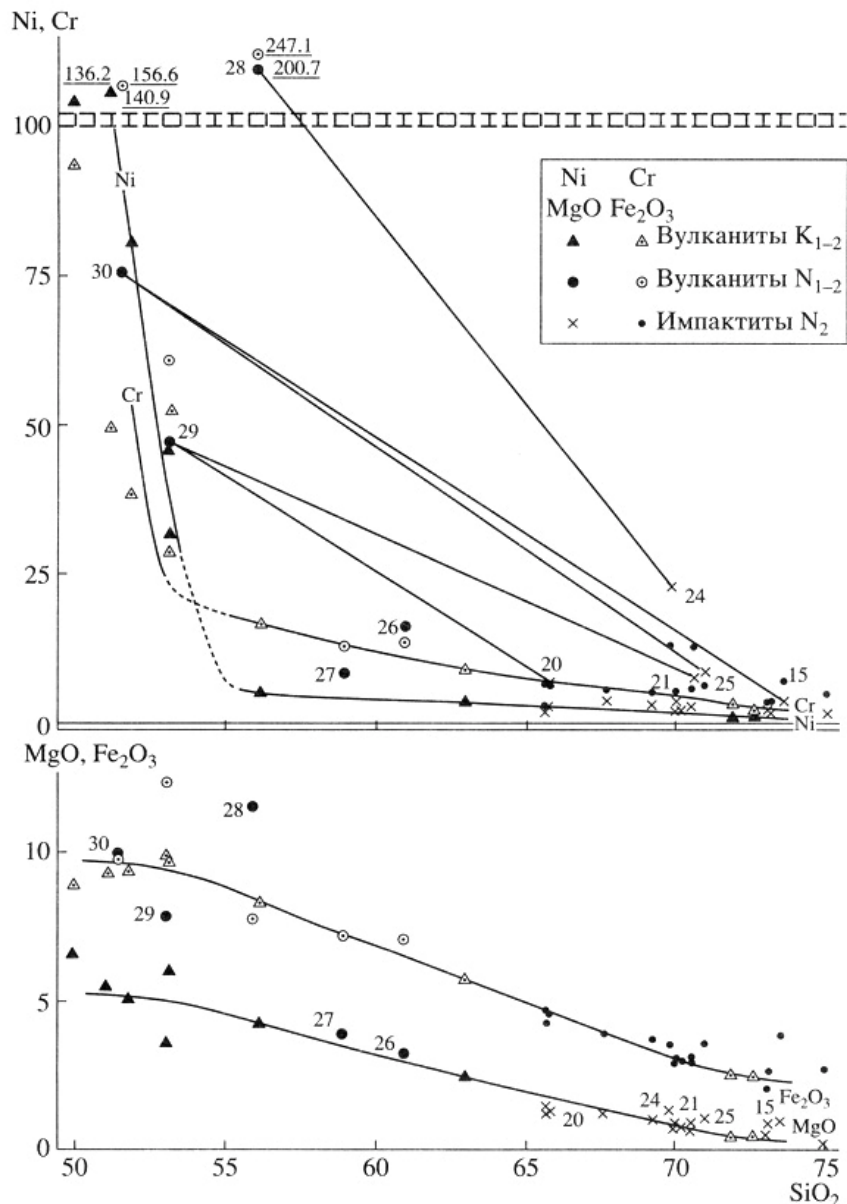 Ni, Cr
136.2
156.6
140.9
28
247.1
200.7
100
Ni
Ni Cr
MgO Fe₂O₃
Вулканиты K₁₋₂
Вулканиты N₁₋₂
Импактиты N₂
75
30
Cr
50
29
25
24
26
27
20
21
25
15
Cr
Ni
0
MgO, Fe₂O₃
28
30
10
29
5
27
26
20
24
21
25
15
Fe₂O₃
MgO
0
50 55 60 65 70 75
SiO₂